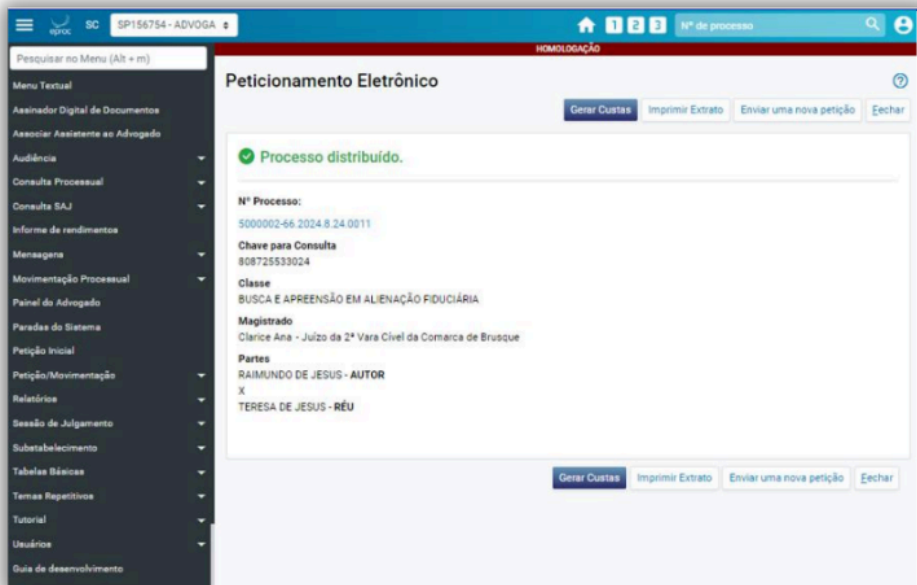 eproc SC SP156754 - ADVOGA 1 2 3 Nº de processo
HOMOLOGAÇÃO
Pesquisar no Menu (Alt + m)
Menu Textual
Assinador Digital de Documentos
Associar Assistente ao Advogado
Audiência
Consulta Processual
Consulta SAJ
Informe de rendimentos
Mensagens
Movimentação Processual
Painel do Advogado
Paradas do Sistema
Petição Inicial
Petição/Movimentação
Relatórios
Sessão de Julgamento
Substabelecimento
Tabelas Básicas
Temas Repetitivos
Tutorial
Usuários
Guia de desenvolvimento
Peticionamento Eletrônico
Gerar Custas Imprimir Extrato Enviar uma nova petição Fechar
Processo distribuído.
Nº Processo:
5000002-66.2024.8.24.0011
Chave para Consulta
808725533024
Classe
BUSCA E APREENSÃO EM ALIENAÇÃO FIDUCIÁRIA
Magistrado
Clarice Ana - Juízo da 2ª Vara Cível da Comarca de Brusque
Partes
RAIMUNDO DE JESUS - AUTOR
X
TERESA DE JESUS - RÉU
Gerar Custas Imprimir Extrato Enviar uma nova petição Fechar